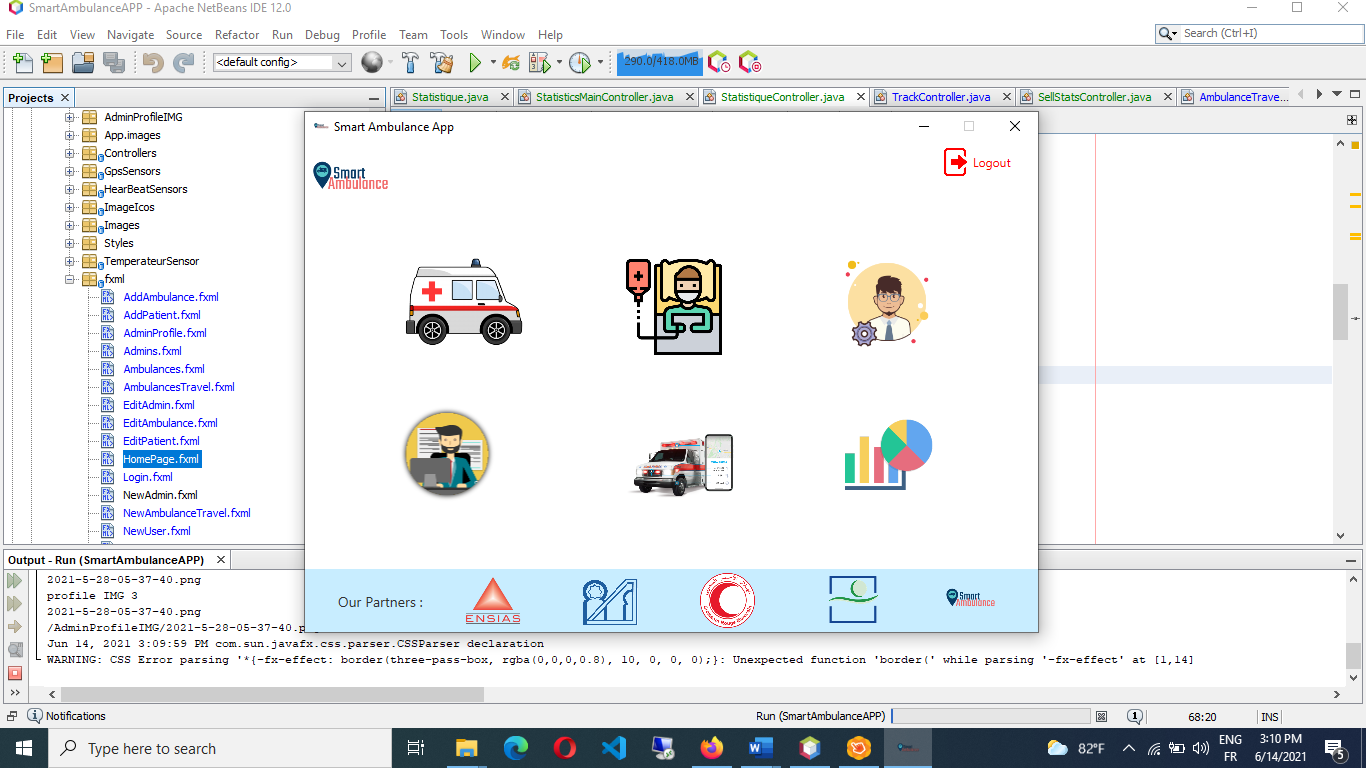 SmartAmbulanceAPP - Apache NetBeans IDE 12.0
File Edit View Navigate Source Refactor Run Debug Profile Team Tools Window Help
Search (Ctrl+I)
<default config>
290.0/418.0MB
Projects
Statistique.java
StatisticsMainController.java
StatistiqueController.java
TrackController.java
SellStatsController.java
AmbulanceTrave...
AdminProfileIMG
App.images
Controllers
GpsSensors
HearBeatSensors
ImageIcos
Images
Styles
TemperateurSensor
fxml
AddAmbulance.fxml
AddPatient.fxml
AdminProfile.fxml
Admins.fxml
Ambulances.fxml
AmbulancesTravel.fxml
EditAdmin.fxml
EditAmbulance.fxml
EditPatient.fxml
HomePage.fxml
Login.fxml
NewAdmin.fxml
NewAmbulanceTravel.fxml
NewUser.fxml
Smart Ambulance App
Smart
Ambulance
Logout
Our Partners :
ENSIAS
Smart
Ambulance
Output - Run (SmartAmbulanceAPP)
2021-5-28-05-37-40.png
profile IMG 3
2021-5-28-05-37-40.png
/AdminProfileIMG/2021-5-28-05-37-40.png
Jun 14, 2021 3:09:59 PM com.sun.javafx.css.parser.CSSParser declaration
WARNING: CSS Error parsing '*{-fx-effect: border(three-pass-box, rgba(0,0,0,0.8), 10, 0, 0, 0);}: Unexpected function 'border(' while parsing '-fx-effect' at [1,14]
Notifications
Run (SmartAmbulanceAPP)
1
68:20
INS
Type here to search
82°F
ENG
FR
3:10 PM
6/14/2021
5